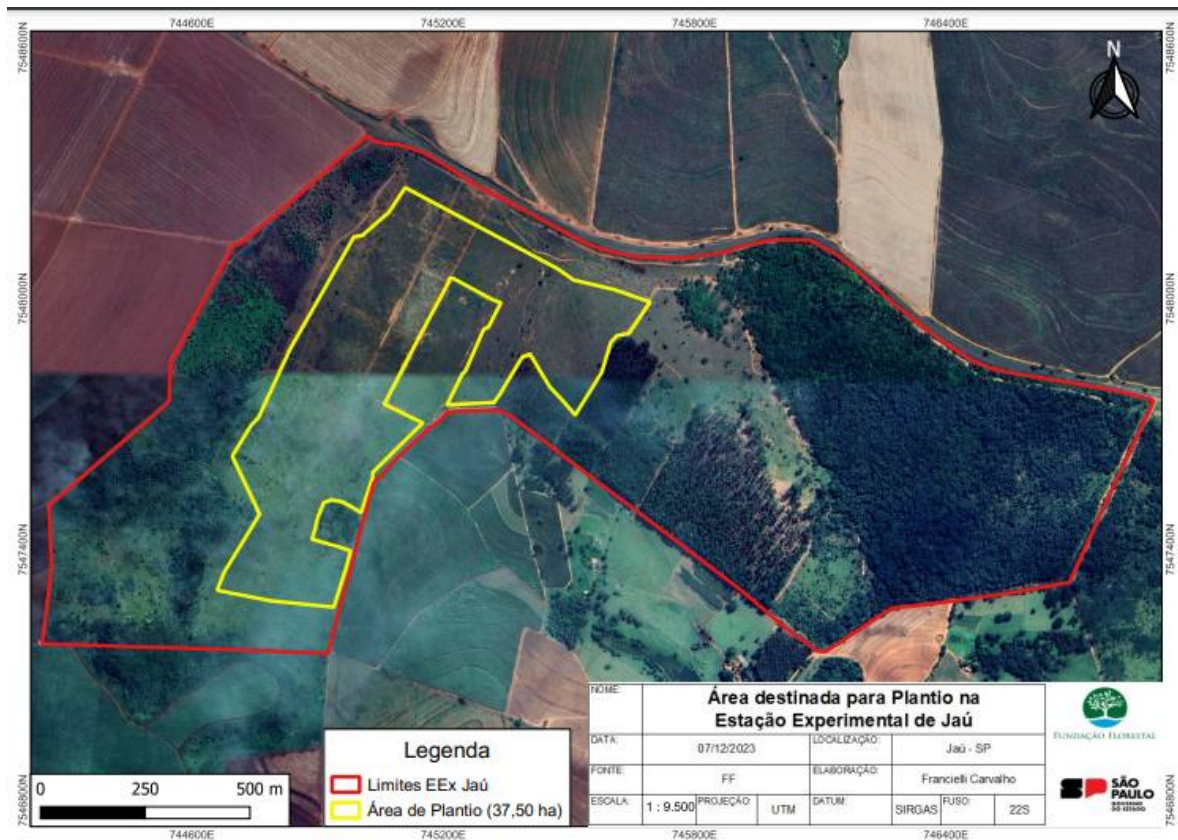 744600E 745200E 745800E 746400E
7548600N 7548600N
N
7548000N 7548000N
7547400N 7547400N
7546800N 7546800N
0 250 500 m
Legenda
Limites EEx Jaú
Área de Plantio (37,50 ha)
NOME:
Área destinada para Plantio na
Estação Experimental de Jaú
DATA: 07/12/2023 LOCALIZAÇÃO: Jaú - SP
FONTE: FF ELABORAÇÃO: Francielli Carvalho
ESCALA: 1 : 9.500 PROJEÇÃO: UTM DATUM: SIRGAS FUSO: 22S
FUNDAÇÃO FLORESTAL
SP
SÃO
PAULO
GOVERNO
DO ESTADO
744600E 745200E 745800E 746400E